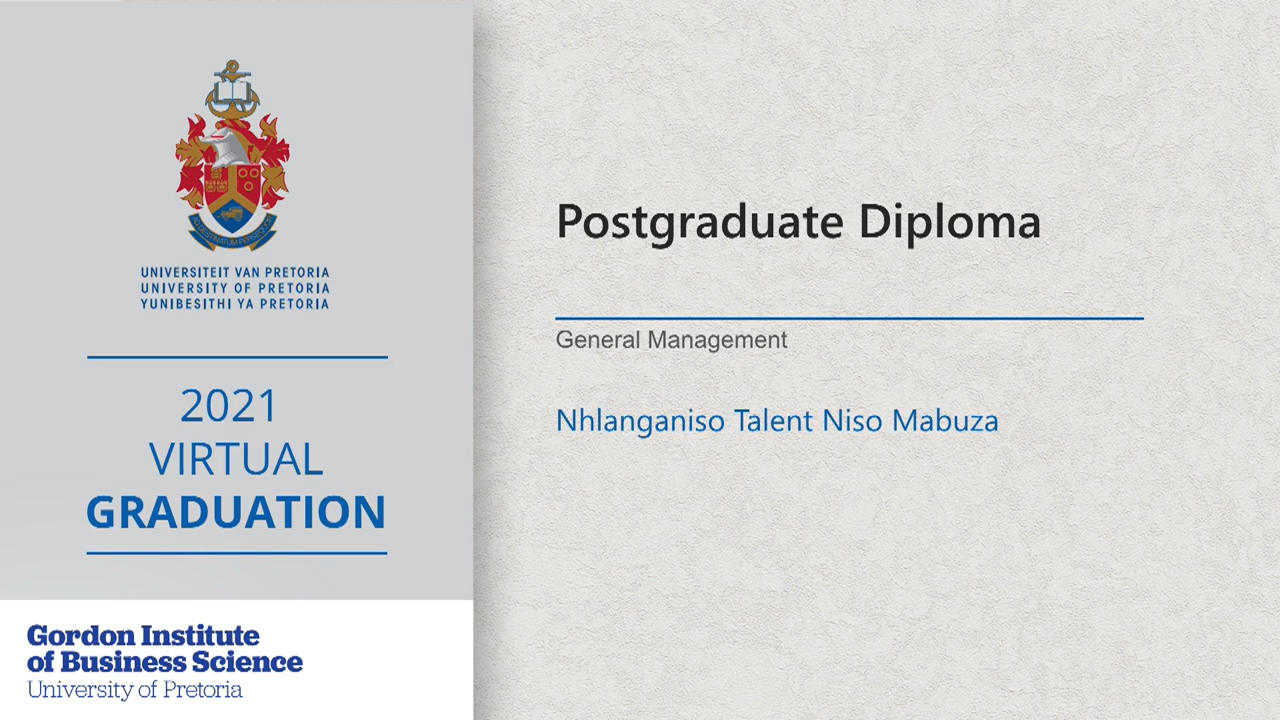 UNIVERSITEIT VAN PRETORIA
UNIVERSITY OF PRETORIA
YUNIBESITHI YA PRETORIA
2021
VIRTUAL
GRADUATION
Gordon Institute
of Business Science
University of Pretoria
Postgraduate Diploma
General Management
Nhlanganiso Talent Niso Mabuza